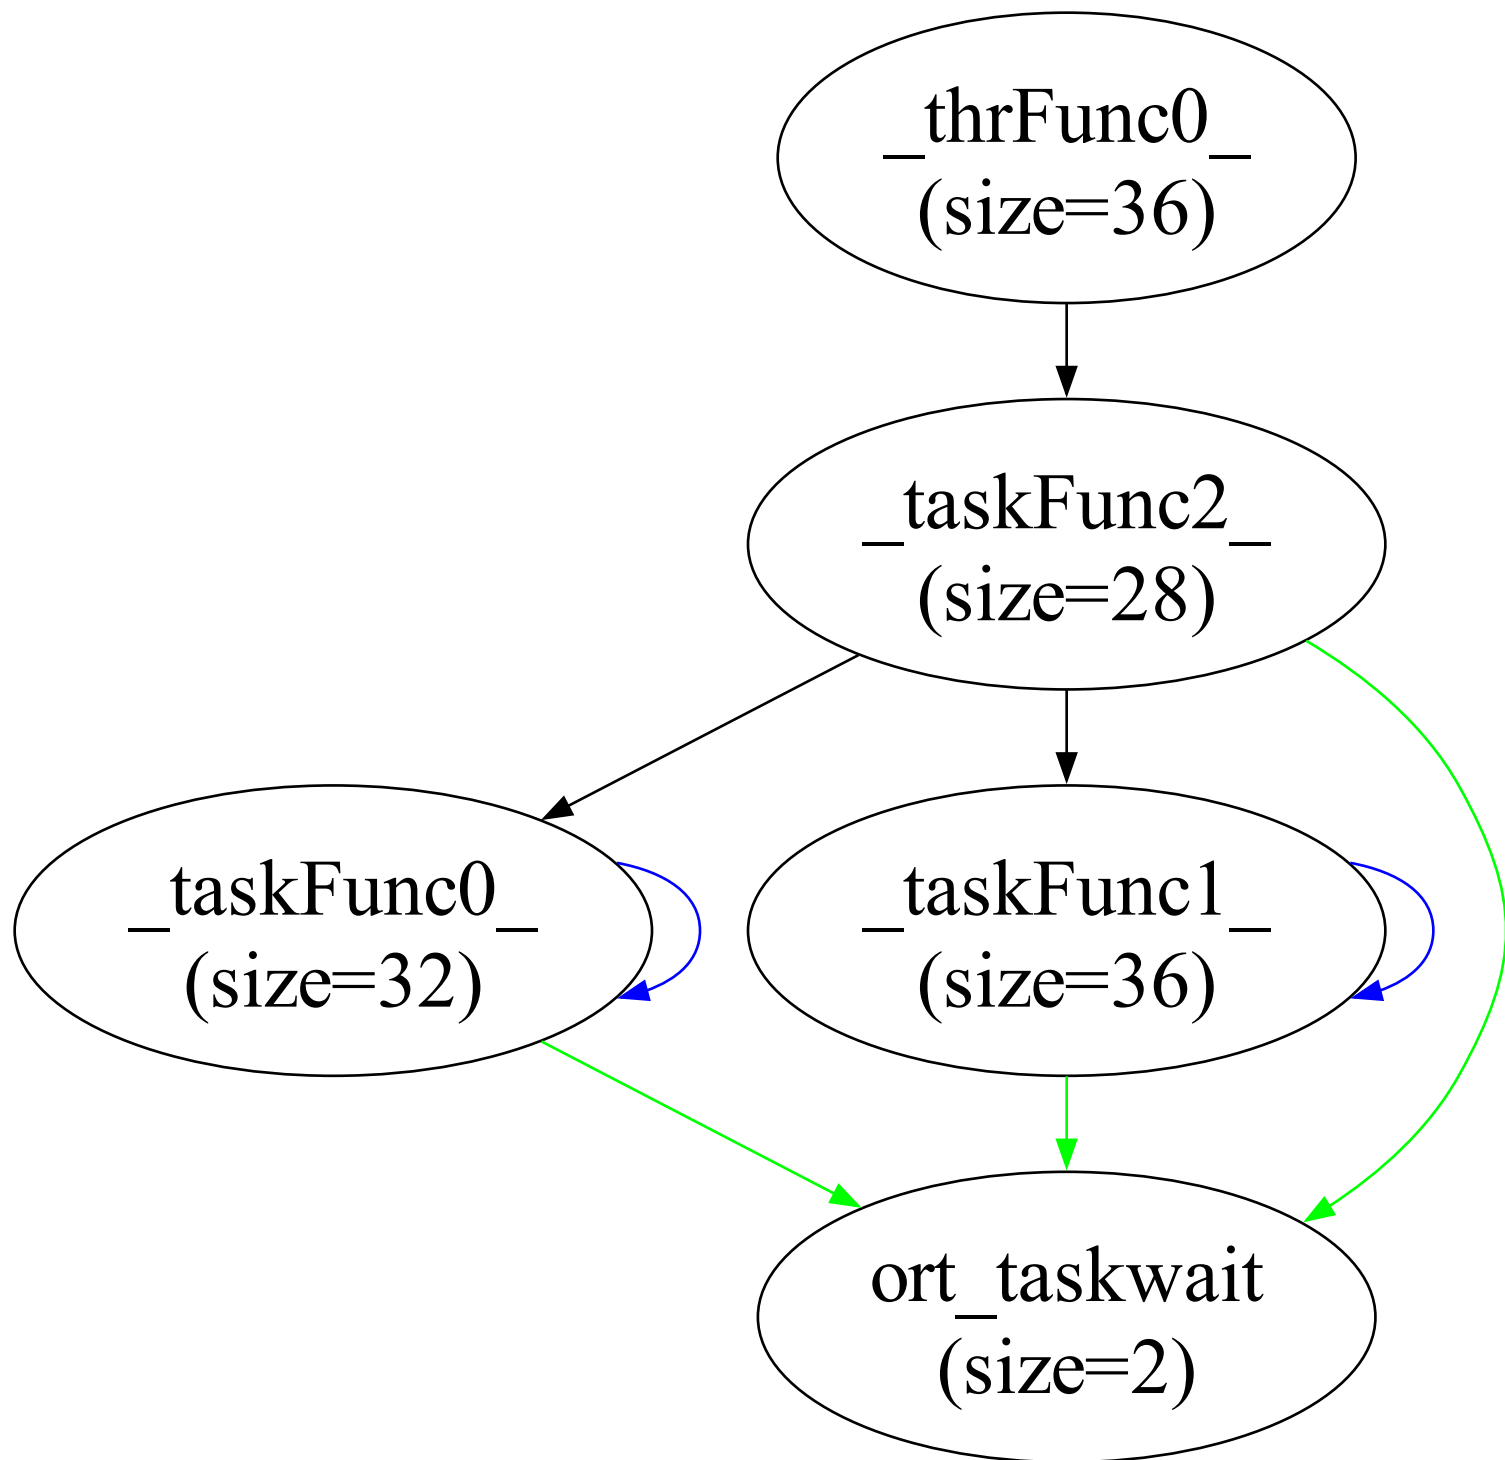 _thrFunc0_
(size=36)
_taskFunc2_
(size=28)
_taskFunc0_
(size=32)
_taskFunc1_
(size=36)
ort_taskwait
(size=2)